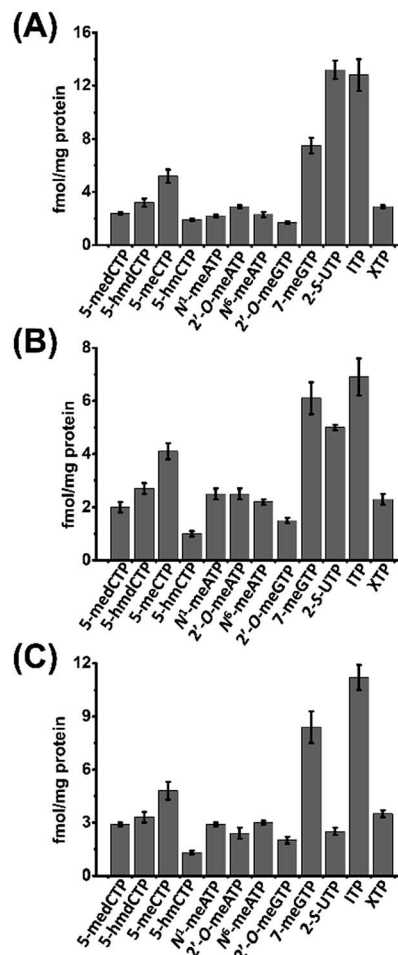 (A)
fmol/mg protein
16
12
8
4
0
5-medCTP
5-hmdCTP
5-meCTP
5-hmCTP
N¹-meATP
2'-O-meATP
N⁶-meATP
2'-O-meGTP
7-meGTP
2-S-UTP
ITP
XTP
(B)
fmol/mg protein
8
6
4
2
0
5-medCTP
5-hmdCTP
5-meCTP
5-hmCTP
N¹-meATP
2'-O-meATP
N⁶-meATP
2'-O-meGTP
7-meGTP
2-S-UTP
ITP
XTP
(C)
fmol/mg protein
12
9
6
3
0
5-medCTP
5-hmdCTP
5-meCTP
5-hmCTP
N¹-meATP
2'-O-meATP
N⁶-meATP
2'-O-meGTP
7-meGTP
2-S-UTP
ITP
XTP